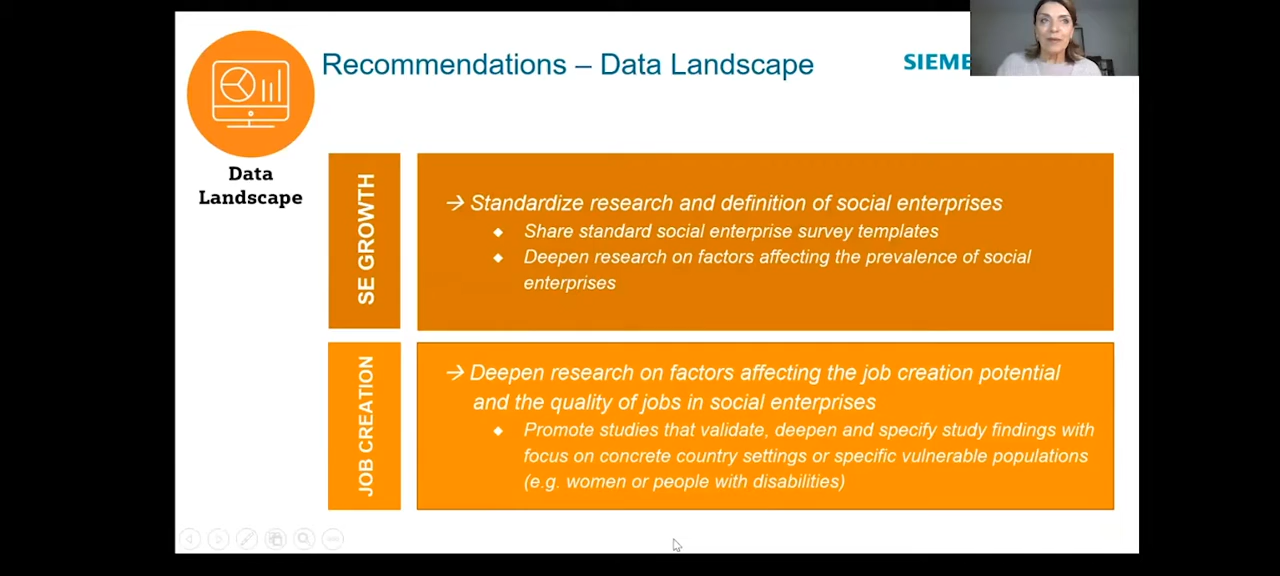 Recommendations – Data Landscape
SIEME
Data
Landscape
SE GROWTH
→ Standardize research and definition of social enterprises
◆ Share standard social enterprise survey templates
◆ Deepen research on factors affecting the prevalence of social
enterprises
JOB CREATION
→ Deepen research on factors affecting the job creation potential
and the quality of jobs in social enterprises
◆ Promote studies that validate, deepen and specify study findings with
focus on concrete country settings or specific vulnerable populations
(e.g. women or people with disabilities)